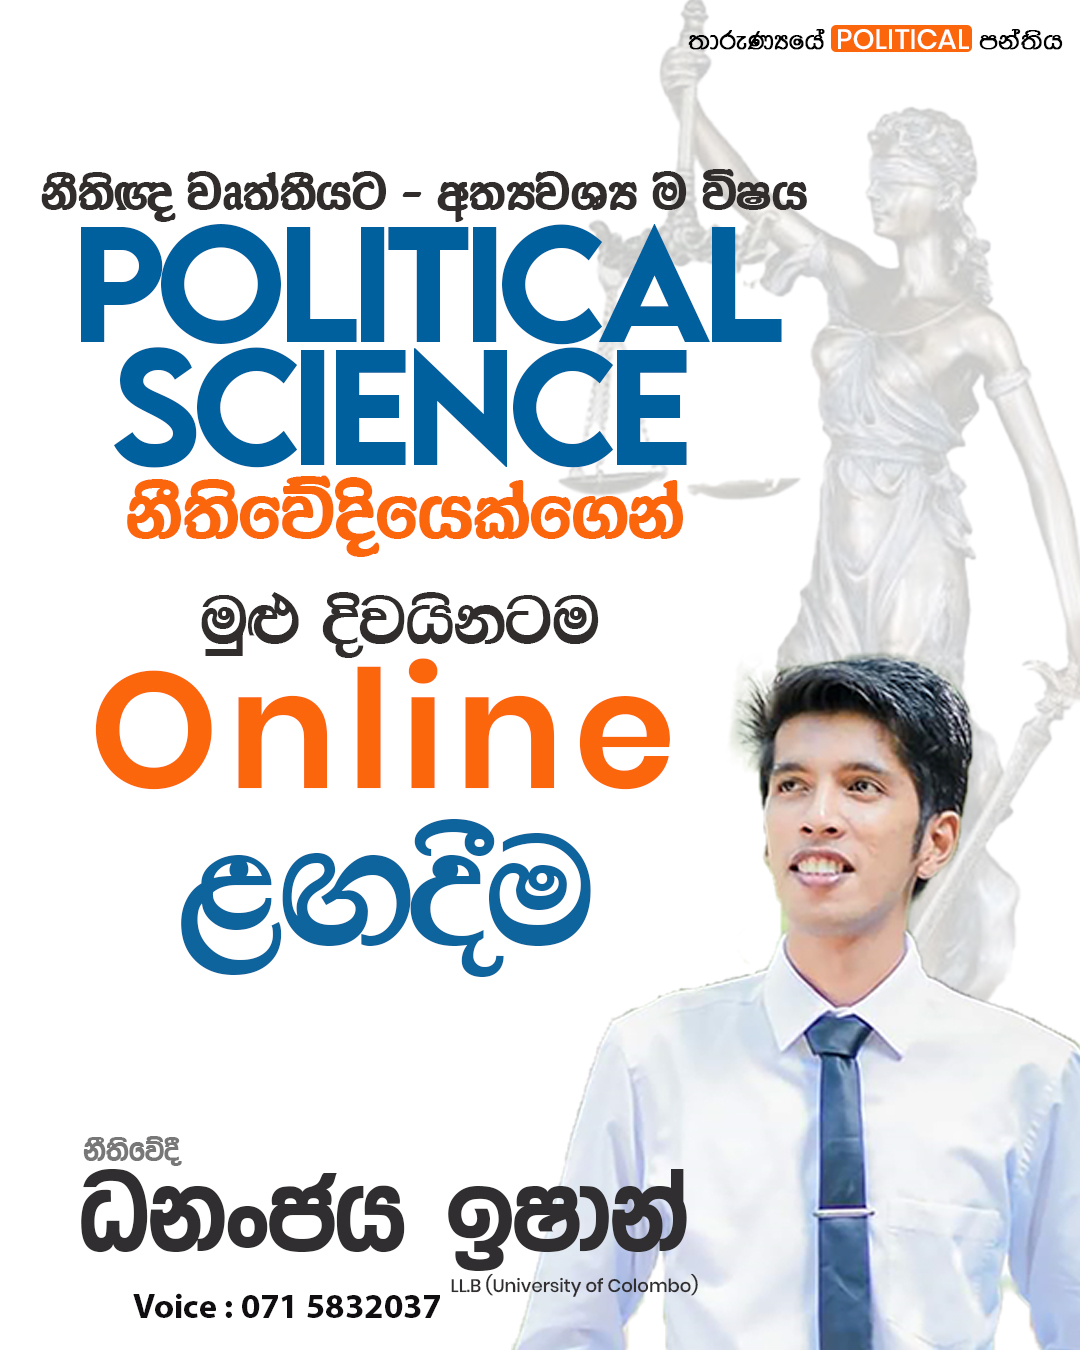 තාරුණ්‍යයේ POLITICAL පන්තිය
නීතිඥ වෘත්තීයට - අත්‍යවශ්‍ය ම විෂය
POLITICAL
SCIENCE
නීතිවේදියෙක්ගෙන්
මුළු දිවයිනටම
Online
ළඟදීම
නීතිවේදී
ධනංජය ඉෂාන්
LL.B (University of Colombo)
Voice : 071 5832037